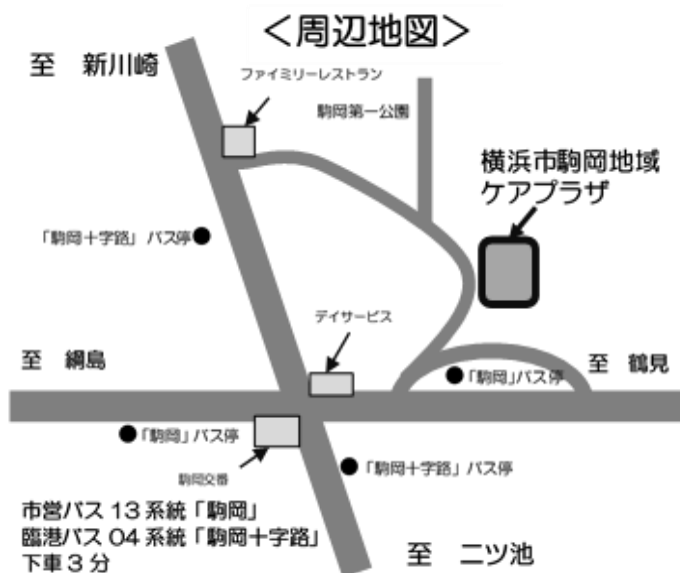 ＜周辺地図＞
至 新川崎
ファイミリーレストラン
駒岡第一公園
横浜市駒岡地域
ケアプラザ
「駒岡十字路」バス停
デイサービス
至 綱島
至 鶴見
「駒岡」バス停
「駒岡」バス停
「駒岡十字路」バス停
駒岡交番
市営バス 13 系統「駒岡」
臨港バス 04 系統「駒岡十字路」
下車 3 分
至 二ツ池